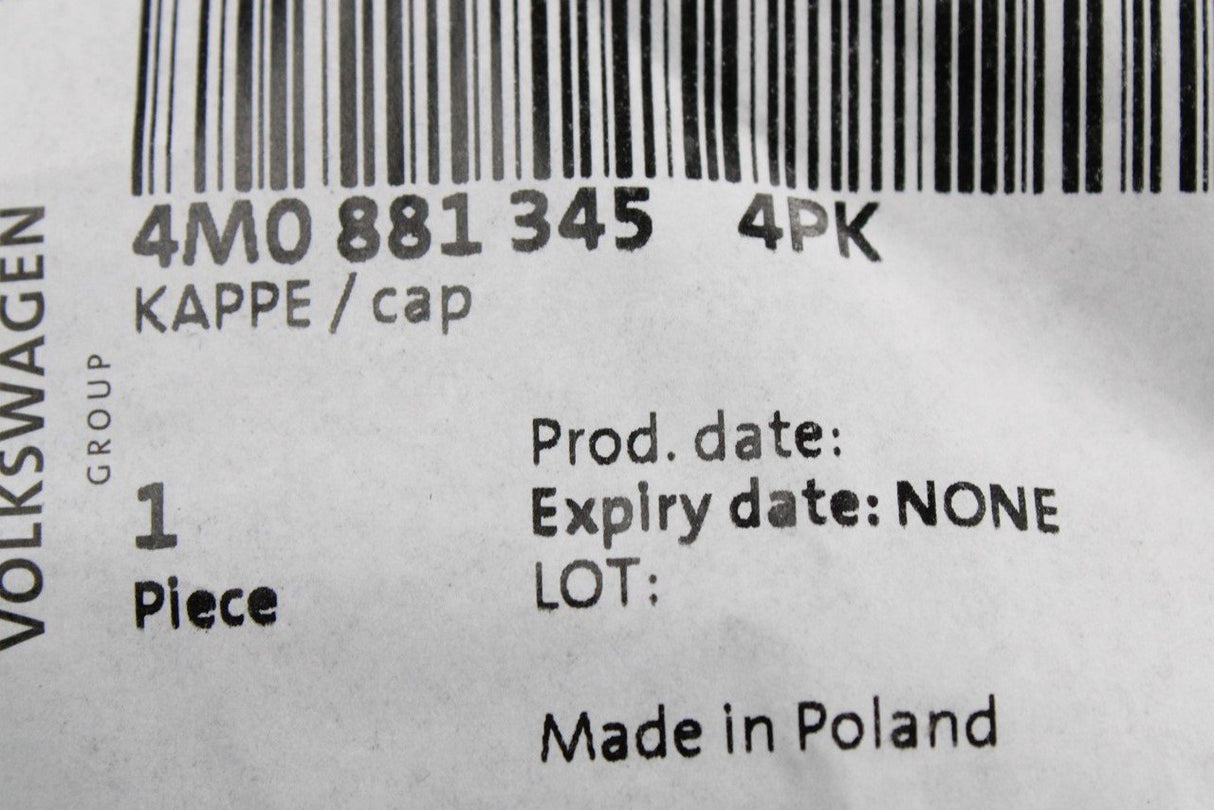 4M0 881 345 4PK
KAPPE / cap
VOLKSWAGEN
GROUP
1
Piece
Prod. date:
Expiry date: NONE
LOT:
Made in Poland